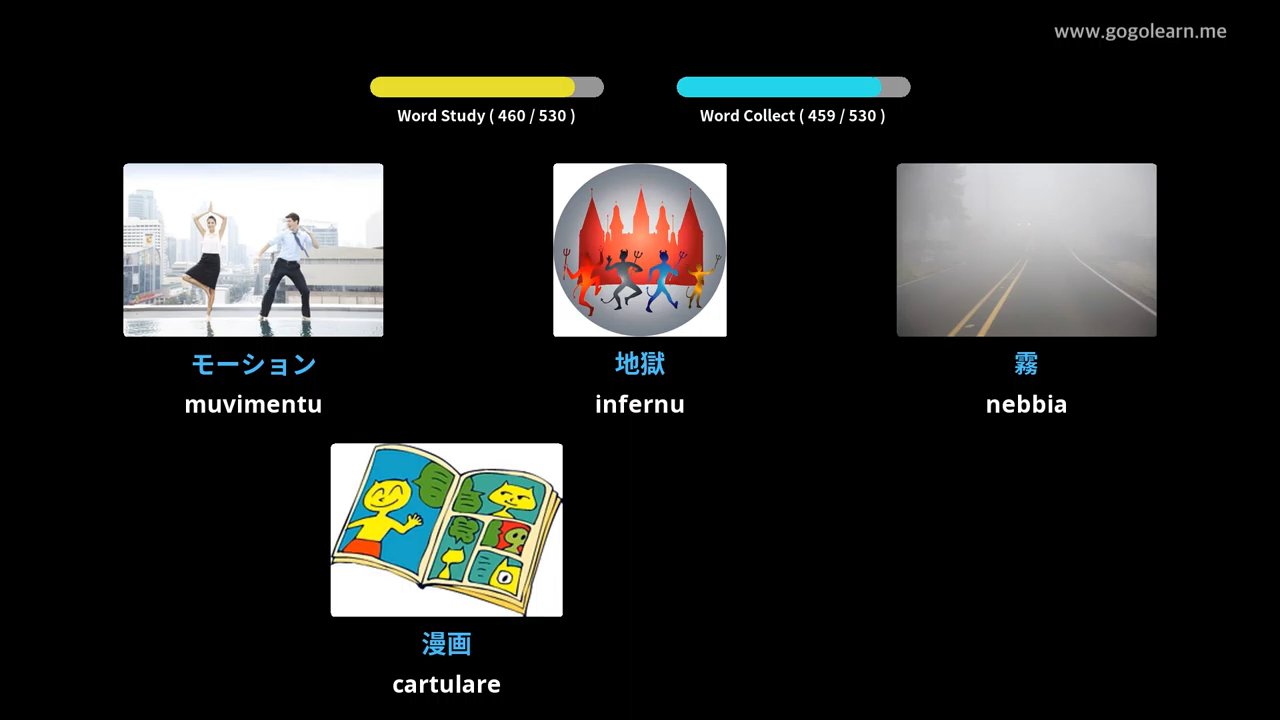 www.gogolearn.me
Word Study ( 460 / 530 )
Word Collect ( 459 / 530 )
モーション
muvimentu
地獄
infernu
霧
nebbia
漫画
cartulare